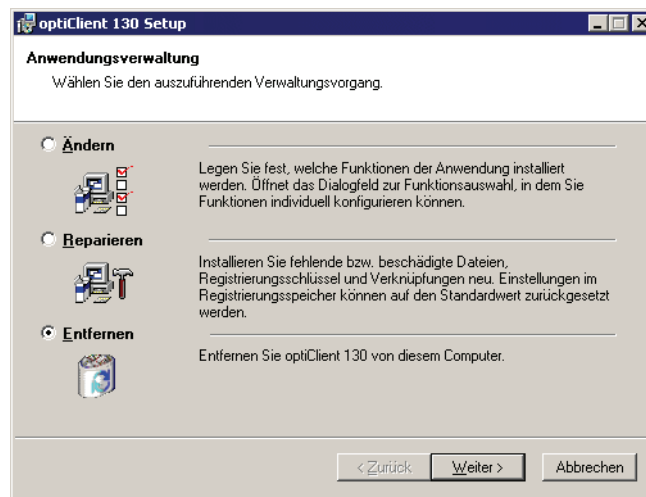 optiClient 130 Setup
Anwendungsverwaltung
Wählen Sie den auszuführenden Verwaltungsvorgang.
Ändern
Legen Sie fest, welche Funktionen der Anwendung installiert
werden. Öffnet das Dialogfeld zur Funktionsauswahl, in dem Sie
Funktionen individuell konfigurieren können.
Reparieren
Installieren Sie fehlende bzw. beschädigte Dateien,
Registrierungsschlüssel und Verknüpfungen neu. Einstellungen im
Registrierungsspeicher können auf den Standardwert zurückgesetzt
werden.
Entfernen
Entfernen Sie optiClient 130 von diesem Computer.
< Zurück Weiter > Abbrechen